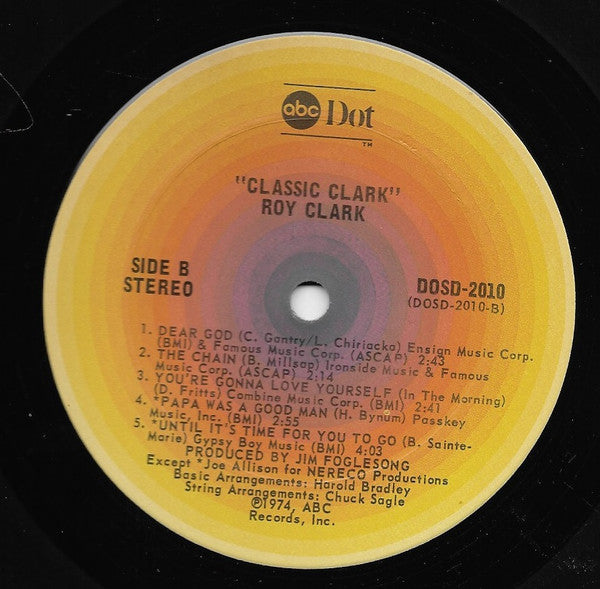 abc Dot
TM
"CLASSIC CLARK"
ROY CLARK
SIDE B
STEREO
DOSD-2010
(DOSD-2010-B)
1. DEAR GOD (C. Gantry/L. Chiriacka) Ensign Music Corp.
(BMI) & Famous Music Corp. (ASCAP) 2:43
2. THE CHAIN (B. Millsap) Ironside Music & Famous
Music Corp. (ASCAP) 2:14
3. YOU'RE GONNA LOVE YOURSELF (In The Morning)
(D. Fritts) Combine Music Corp. (BMI) 2:41
4. *PAPA WAS A GOOD MAN (H. Bynum) Passkey
Music, Inc. (BMI) 2:55
5. *UNTIL IT'S TIME FOR YOU TO GO (B. Sainte-
Marie) Gypsy Boy Music (BMI) 4:03
PRODUCED BY JIM FOGLESONG
Except *Joe Allison for NERECO Productions
Basic Arrangements: Harold Bradley
String Arrangements: Chuck Sagle
℗1974, ABC
Records, Inc.